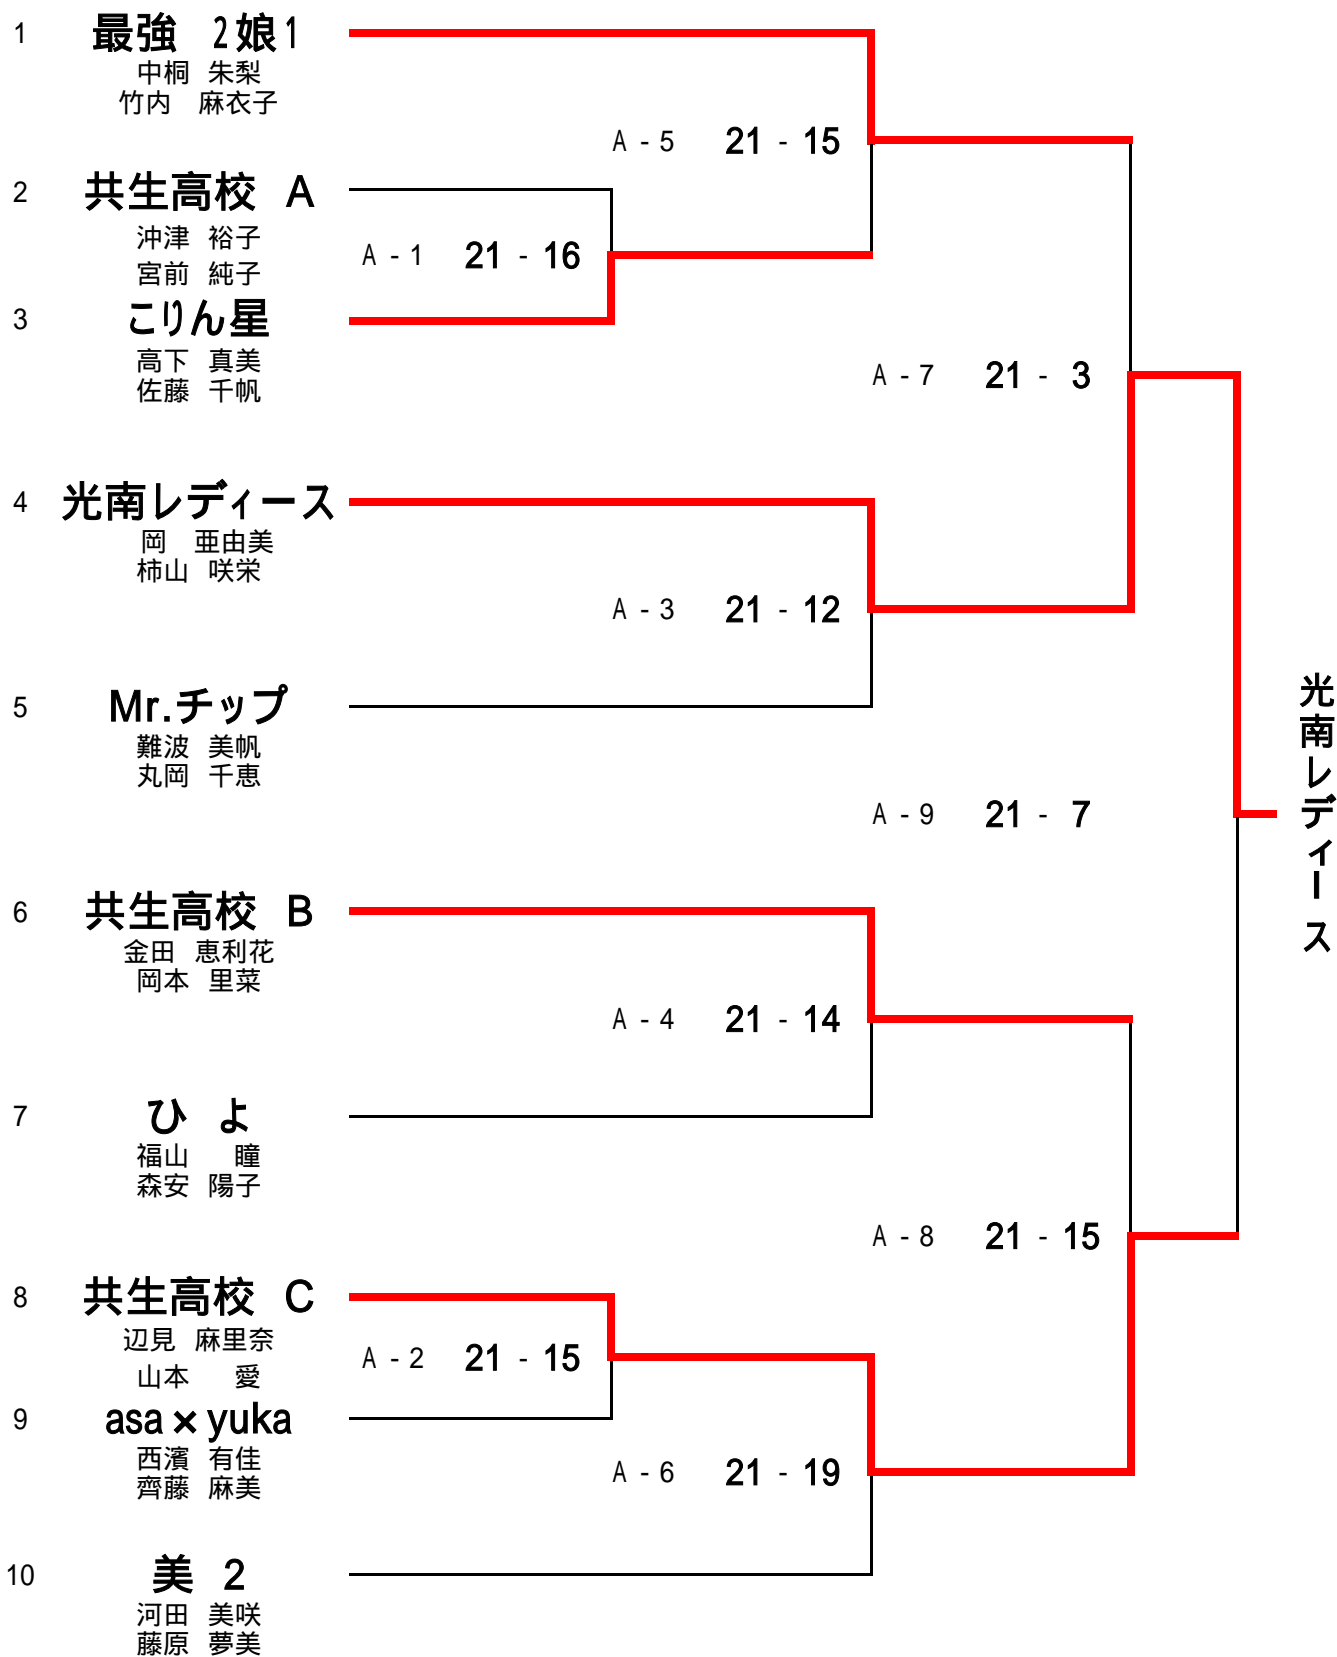 1 最強 2娘1
中桐 朱梨
竹内 麻衣子
A - 5 21 - 15
2 共生高校 A
沖津 裕子
A - 1 21 - 16
宮前 純子
3 こりん星
高下 真美
佐藤 千帆
A - 7 21 - 3
4 光南レディース
岡 亜由美
柿山 咲栄
A - 3 21 - 12
5 Mr.チップ
難波 美帆
丸岡 千恵
A - 9 21 - 7
光南レディース
6 共生高校 B
金田 恵利花
岡本 里菜
A - 4 21 - 14
7 ひ よ
福山 瞳
森安 陽子
A - 8 21 - 15
8 共生高校 C
辺見 麻里奈
A - 2 21 - 15
山本 愛
9 asa×yuka
西濱 有佳
齊藤 麻美
A - 6 21 - 19
10 美 2
河田 美咲
藤原 夢美